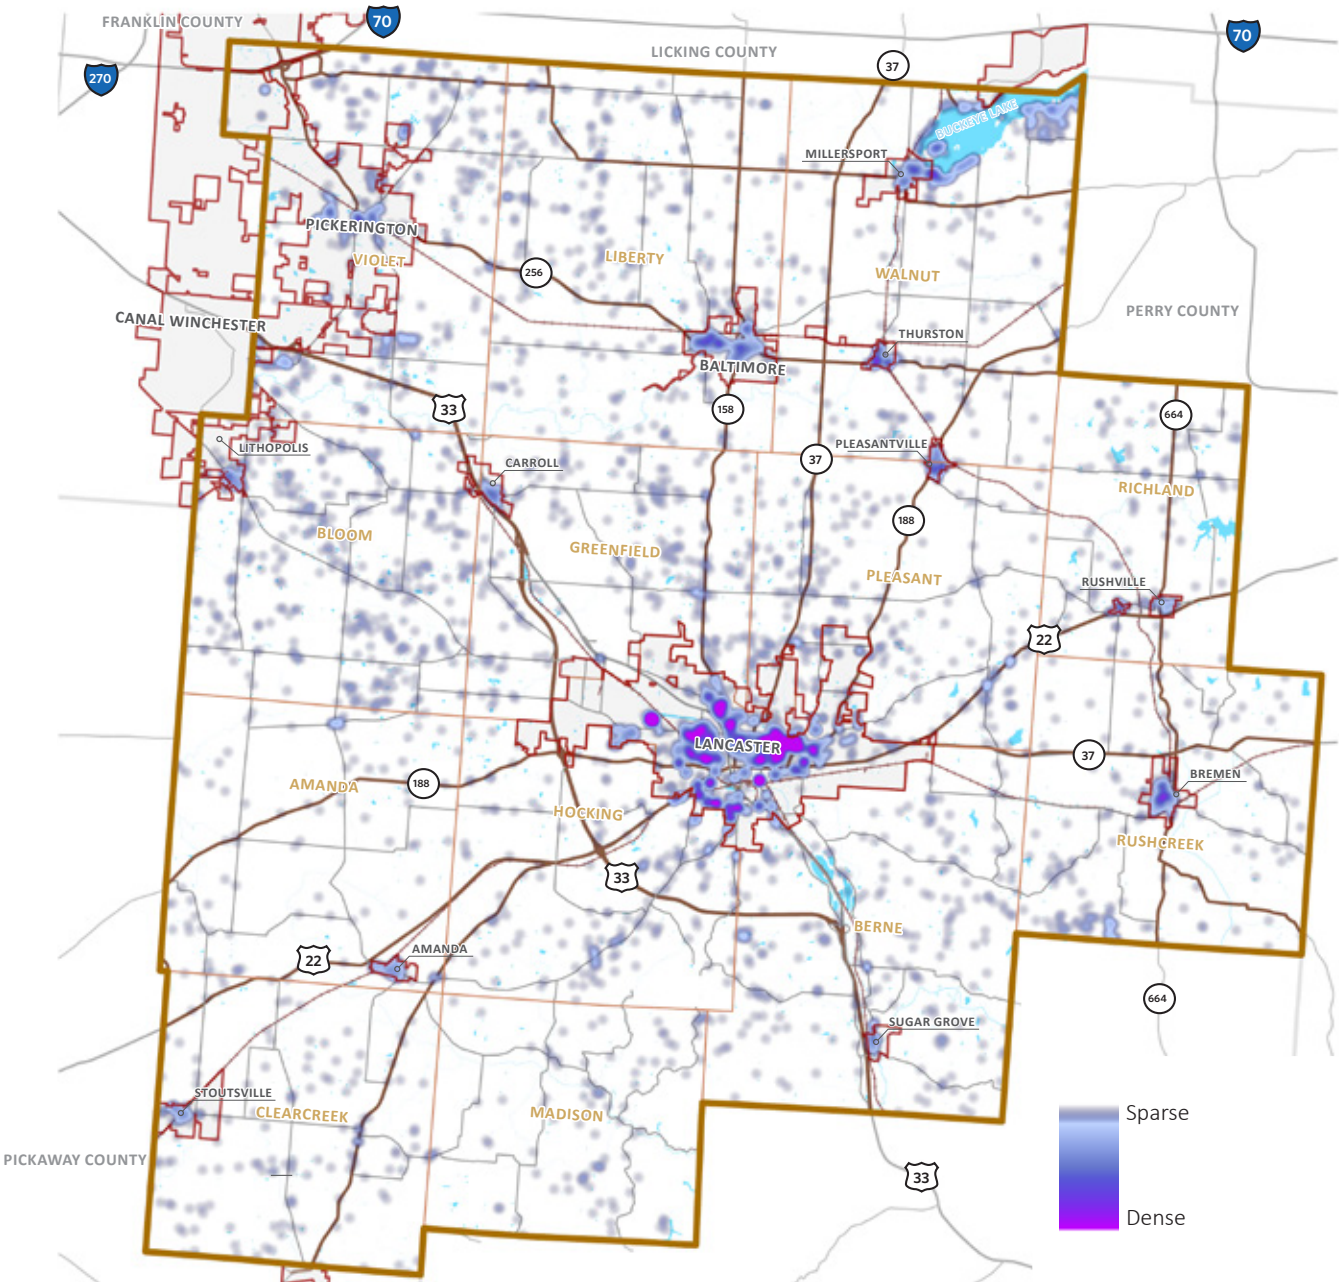 FRANKLIN COUNTY
70
LICKING COUNTY
70
37
270
BUCKEYE LAKE
MILLERSPORT
PICKERINGTON
VIOLET
LIBERTY
256
WALNUT
PERRY COUNTY
CANAL WINCHESTER
THURSTON
BALTIMORE
33
158
664
LITHOPOLIS
PLEASANTVILLE
CARROLL
37
RICHLAND
188
BLOOM
GREENFIELD
PLEASANT
RUSHVILLE
22
LANCASTER
37
BREMEN
AMANDA
188
HOCKING
RUSHCREEK
33
BERNE
AMANDA
22
664
SUGAR GROVE
STOUTSVILLE
CLEARCREEK
MADISON
Sparse
PICKAWAY COUNTY
33
Dense